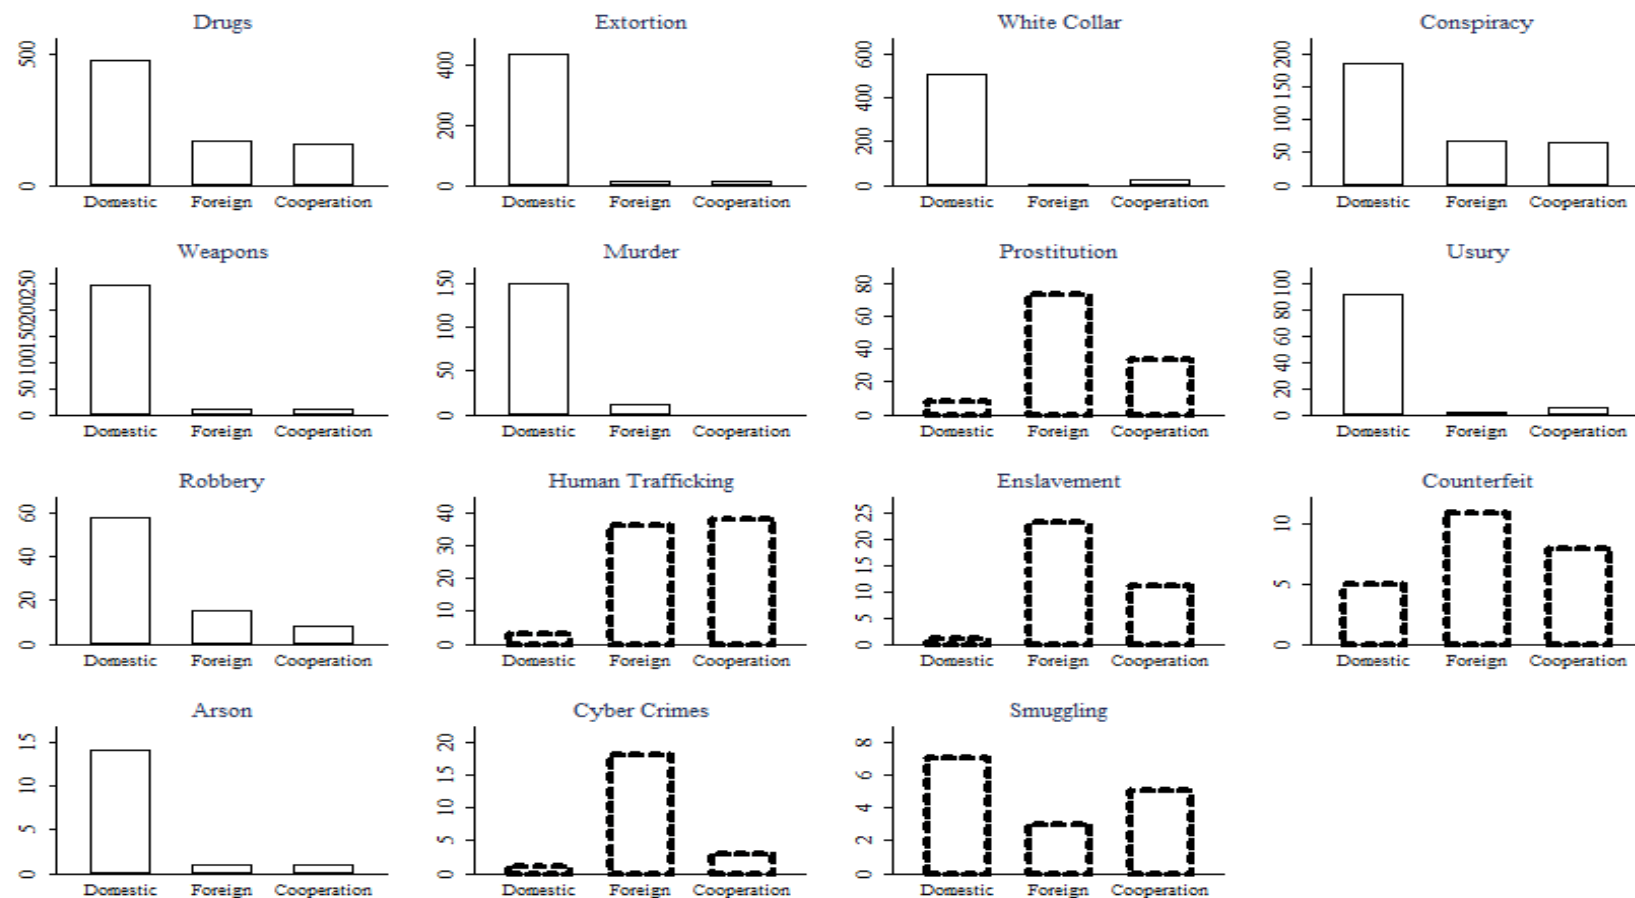 Drugs Extortion White Collar Conspiracy
500 400 600 200
400 150
200 100
200 50
0 0 0 0
Domestic Foreign Cooperation Domestic Foreign Cooperation Domestic Foreign Cooperation Domestic Foreign Cooperation
Weapons Murder Prostitution Usury
250 150 80 100
200 80
150 100 60 60
100 50 40 40
50 20 20
0 0 0 0
Domestic Foreign Cooperation Domestic Foreign Cooperation Domestic Foreign Cooperation Domestic Foreign Cooperation
Robbery Human Trafficking Enslavement Counterfeit
60 40 25 10
40 30 20
20 15 5
20 10 10
5
0 0 0 0
Domestic Foreign Cooperation Domestic Foreign Cooperation Domestic Foreign Cooperation Domestic Foreign Cooperation
Arson Cyber Crimes Smuggling
15 20 8
10 15 6
10 4
5 5 2
0 0 0
Domestic Foreign Cooperation Domestic Foreign Cooperation Domestic Foreign Cooperation